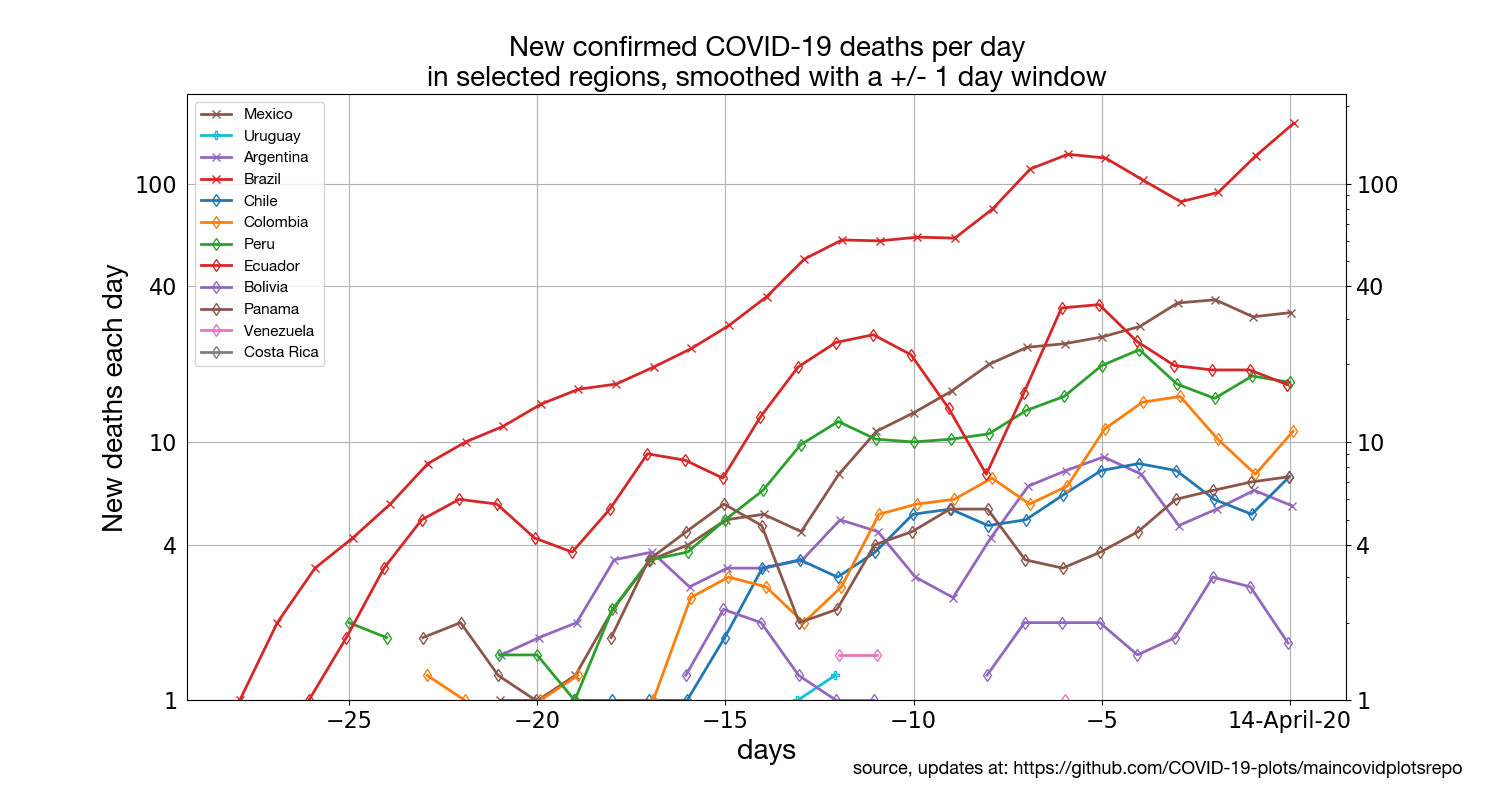 New confirmed COVID-19 deaths per day
in selected regions, smoothed with a +/- 1 day window
New deaths each day
100
40
10
4
1
Mexico
Uruguay
Argentina
Brazil
Chile
Colombia
Peru
Ecuador
Bolivia
Panama
Venezuela
Costa Rica
100
40
10
4
1
−25 −20 −15 −10 −5 14-April-20
days
source, updates at: https://github.com/COVID-19-plots/maincovidplotsrepo